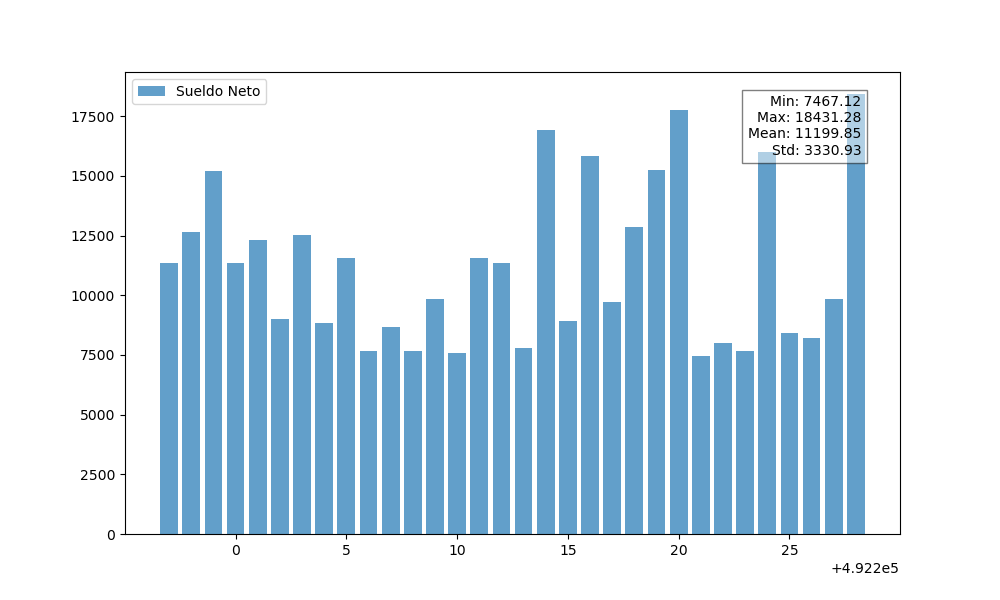 Sueldo Neto
Min: 7467.12
Max: 18431.28
Mean: 11199.85
Std: 3330.93
17500
15000
12500
10000
7500
5000
2500
0
0 5 10 15 20 25
+4.922e5